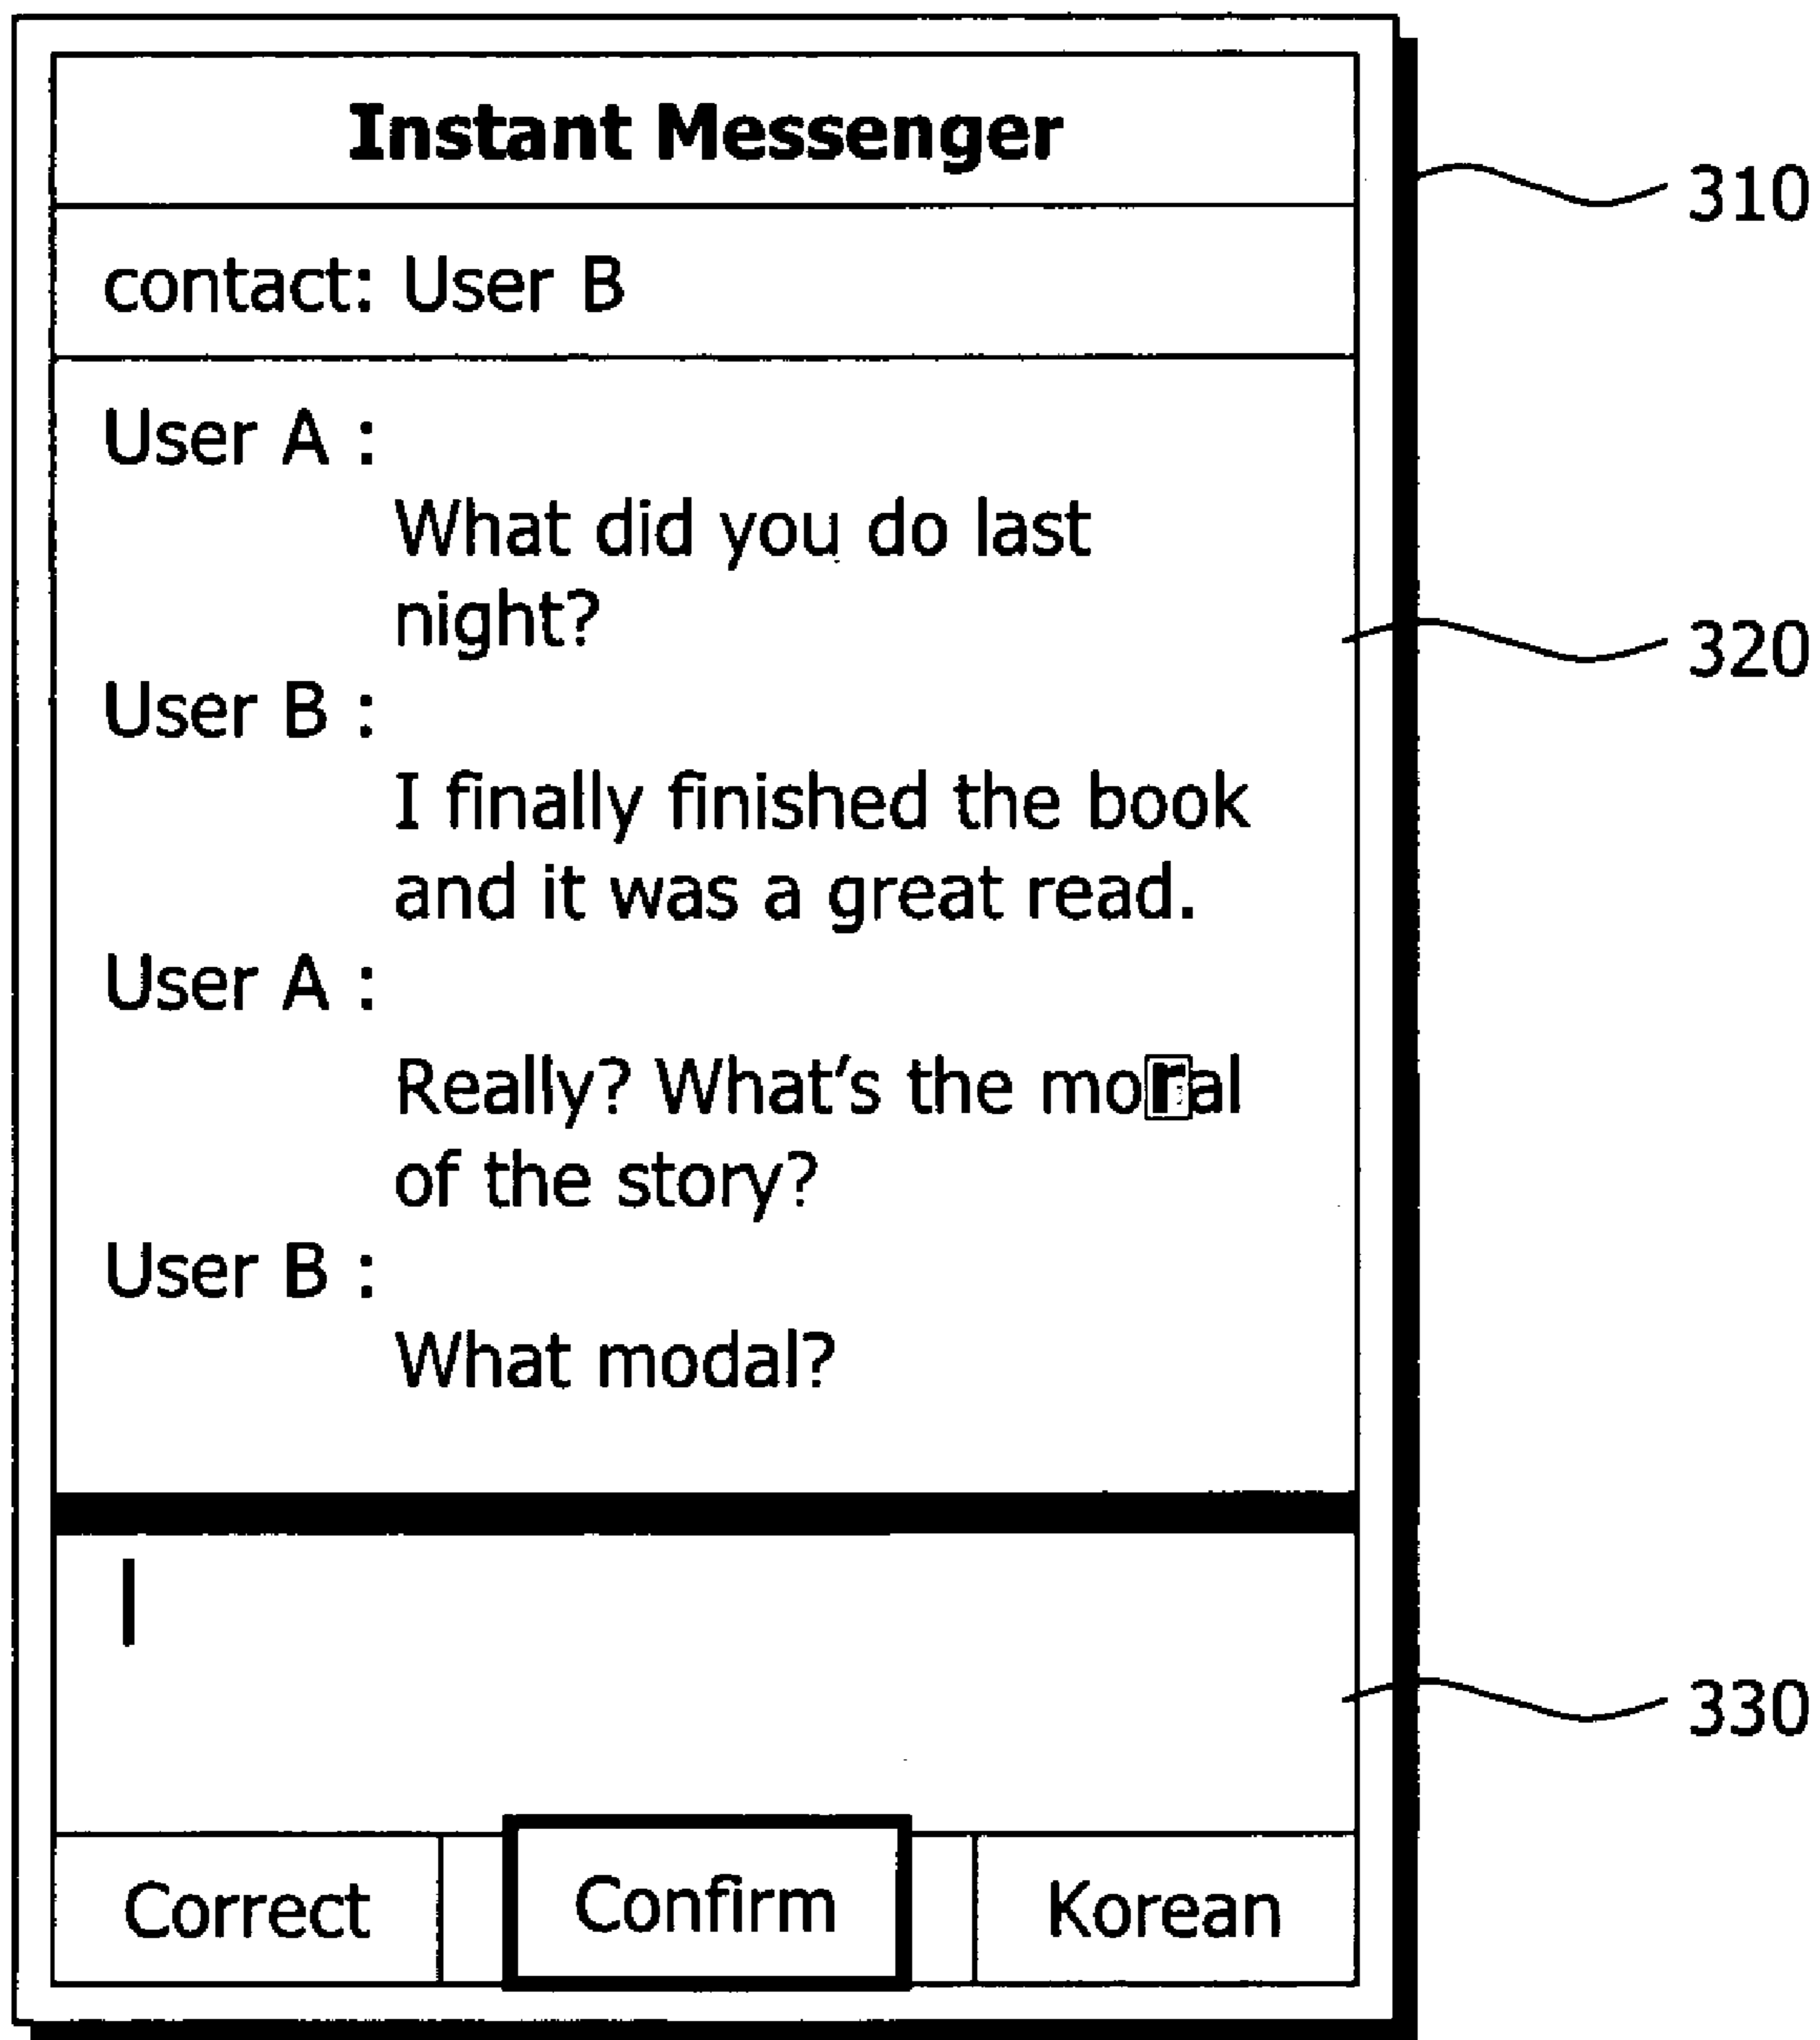 Instant Messenger
310
contact: User B
User A :
What did you do last
night?
320
User B :
I finally finished the book
and it was a great read.
User A :
Really? What's the moral
of the story?
User B :
What modal?
330
Correct
Confirm
Korean